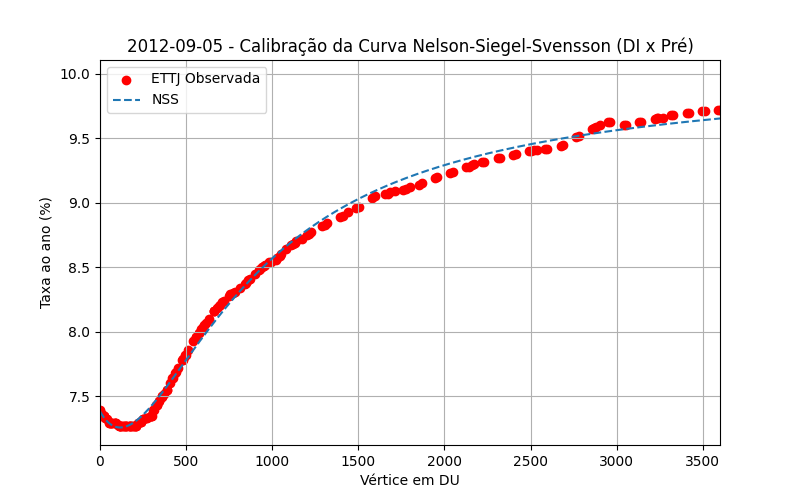 2012-09-05 - Calibração da Curva Nelson-Siegel-Svensson (DI x Pré)
ETTJ Observada
NSS
Taxa ao ano (%)
10.0
9.5
9.0
8.5
8.0
7.5
0 500 1000 1500 2000 2500 3000 3500
Vértice em DU